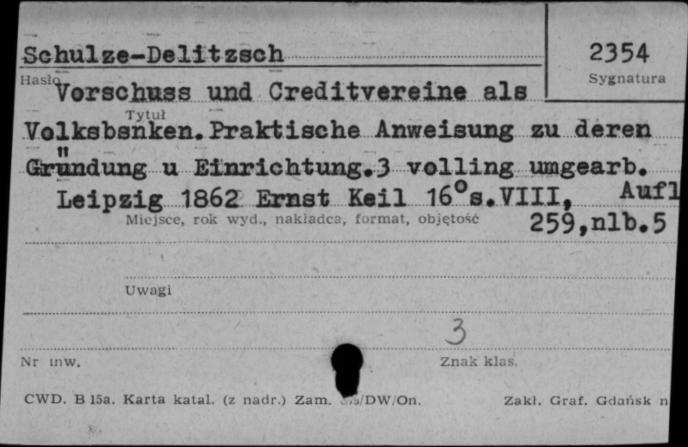 Schulze-Delitzsch
2354
Hasło
Sygnatura
Vorschuss und Creditvereine als
Tytuł
Volksbsnken. Praktische Anweisung zu deren
Gründung u Einrichtung.3 volling umgearb.
Leipzig 1862 Ernst Keil 16°s.VIII, Aufl
Miejsce, rok wyd., nakładca, format, objętość
259,nlb.5
Uwagi
3
Nr inw.
Znak klas.
CWD. B 15a. Karta katal. (z nadr.) Zam. /DW/On.
Zakł. Graf. Gdańsk n